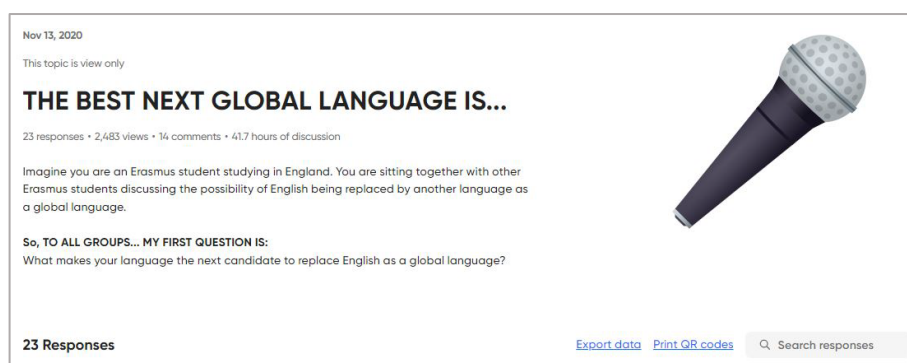 Nov 13, 2020
This topic is view only
THE BEST NEXT GLOBAL LANGUAGE IS...
23 responses • 2,483 views • 14 comments • 41.7 hours of discussion
Imagine you are an Erasmus student studying in England. You are sitting together with other
Erasmus students discussing the possibility of English being replaced by another language as
a global language.
So, TO ALL GROUPS... MY FIRST QUESTION IS:
What makes your language the next candidate to replace English as a global language?
23 Responses
Export data Print QR codes Search responses